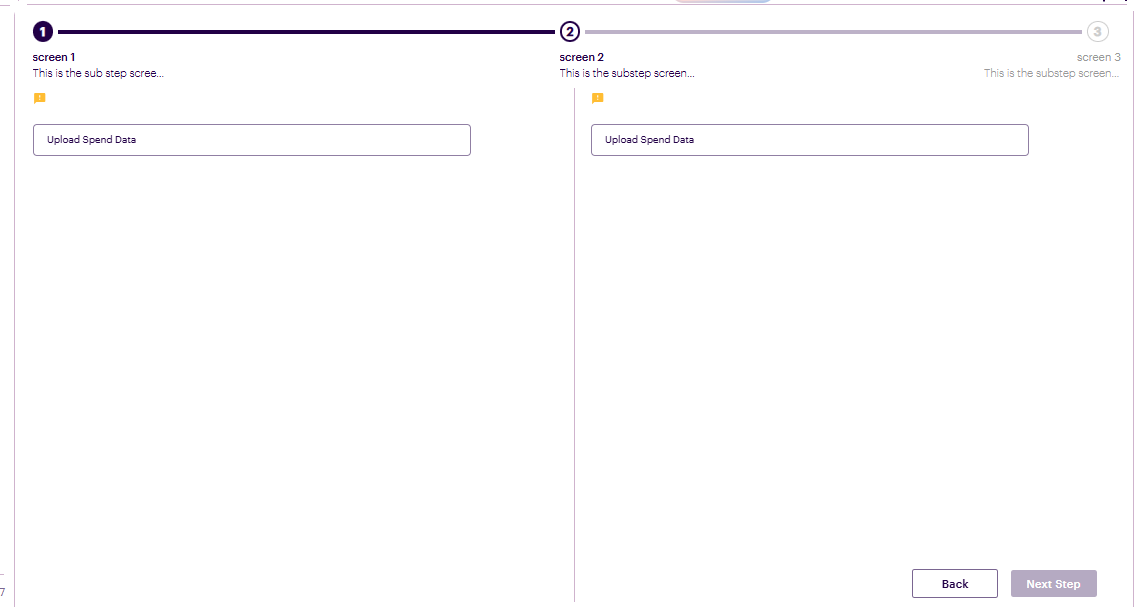 1
2
3
screen 1
screen 2
screen 3
This is the sub step scree...
This is the substep screen...
This is the substep screen...
Upload Spend Data
Upload Spend Data
Back
Next Step
7